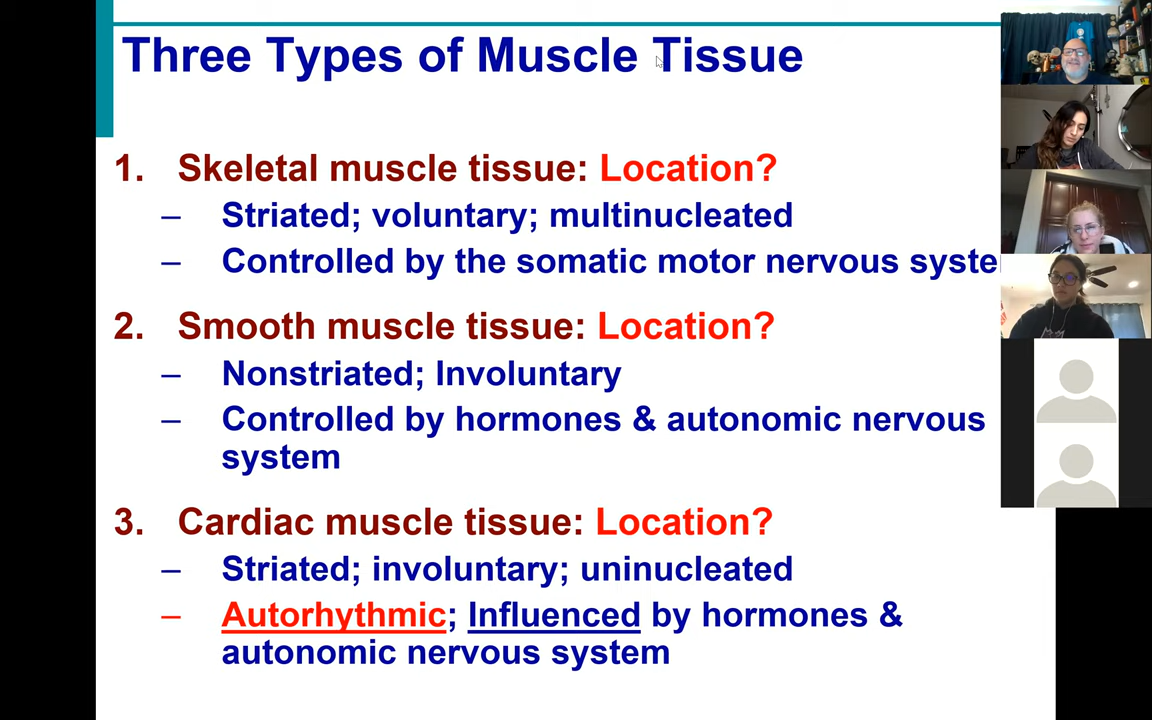 Three Types of Muscle Tissue
1. Skeletal muscle tissue: Location?
– Striated; voluntary; multinucleated
– Controlled by the somatic motor nervous syste
2. Smooth muscle tissue: Location?
– Nonstriated; Involuntary
– Controlled by hormones & autonomic nervous
system
3. Cardiac muscle tissue: Location?
– Striated; involuntary; uninucleated
– Autorhythmic; Influenced by hormones &
autonomic nervous system